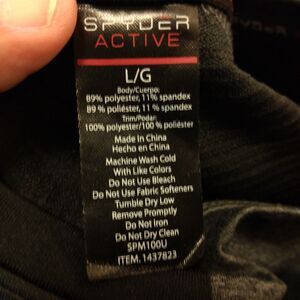 SPYDER
ACTIVE
L/G
Body/Cuerpo:
89% polyester, 11% spandex
89 % poliéster, 11 % spandex
Trim/Podar:
100% polyester/100 % poliéster
Made in China
Hecho en China
Machine Wash Cold
With Like Colors
Do Not Use Bleach
Do Not Use Fabric Softeners
Tumble Dry Low
Remove Promptly
Do Not Iron
Do Not Dry Clean
SPM100U
ITEM. 1437823